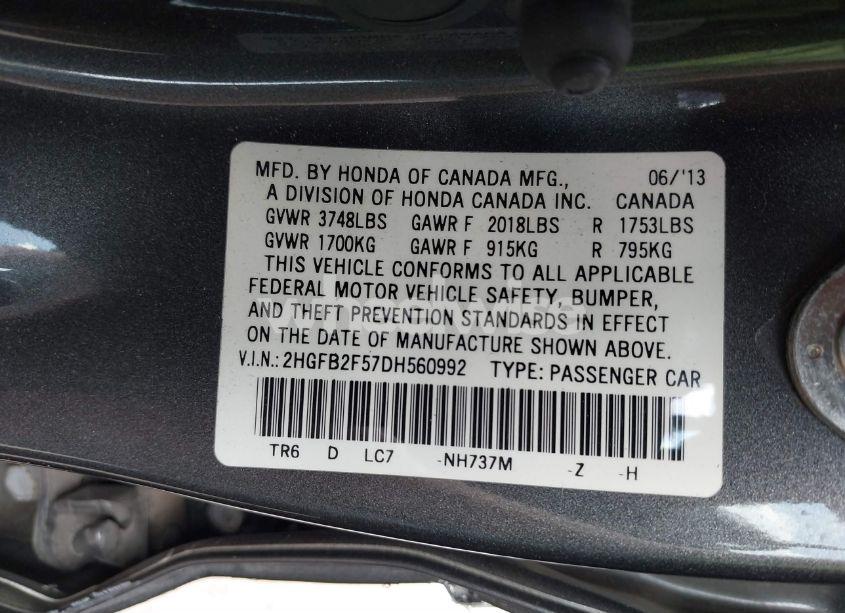 MFD. BY HONDA OF CANADA MFG., 06/'13
A DIVISION OF HONDA CANADA INC. CANADA
GVWR 3748LBS GAWR F 2018LBS R 1753LBS
GVWR 1700KG GAWR F 915KG R 795KG
THIS VEHICLE CONFORMS TO ALL APPLICABLE
FEDERAL MOTOR VEHICLE SAFETY, BUMPER,
AND THEFT PREVENTION STANDARDS IN EFFECT
ON THE DATE OF MANUFACTURE SHOWN ABOVE.
V.I.N.: 2HGFB2F57DH560992 TYPE: PASSENGER CAR
TR6 D LC7 -NH737M -Z -H